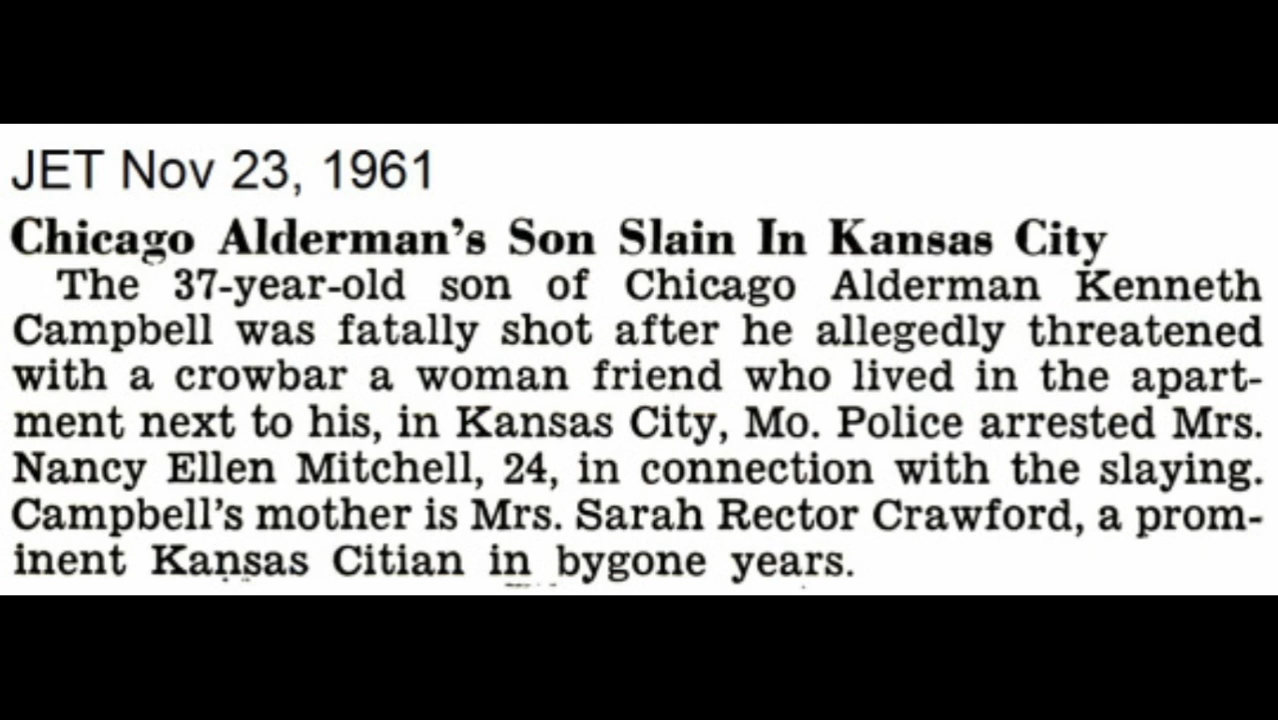 JET Nov 23, 1961
Chicago Alderman's Son Slain In Kansas City
The 37-year-old son of Chicago Alderman Kenneth
Campbell was fatally shot after he allegedly threatened
with a crowbar a woman friend who lived in the apart-
ment next to his, in Kansas City, Mo. Police arrested Mrs.
Nancy Ellen Mitchell, 24, in connection with the slaying.
Campbell's mother is Mrs. Sarah Rector Crawford, a prom-
inent Kansas Citian in bygone years.